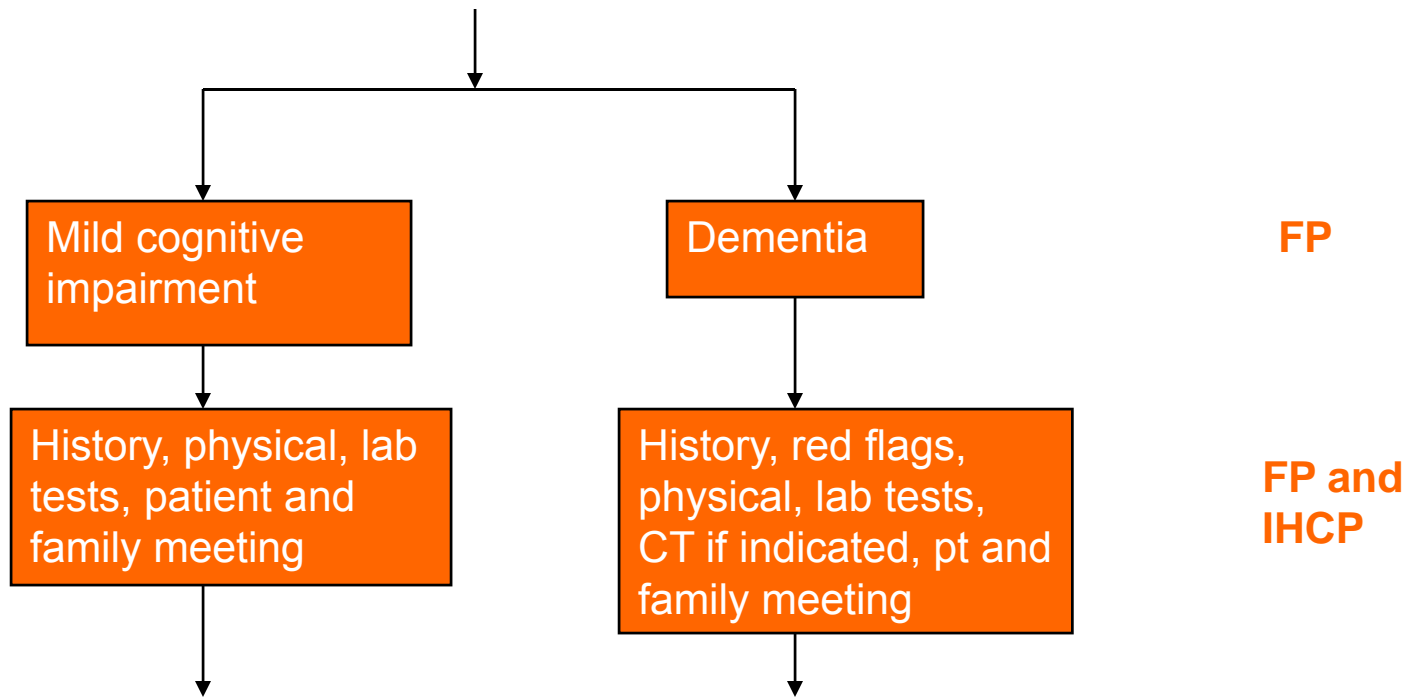 Mild cognitive
impairment
Dementia
FP
History, physical, lab
tests, patient and
family meeting
History, red flags,
physical, lab tests,
CT if indicated, pt and
family meeting
FP and
IHCP